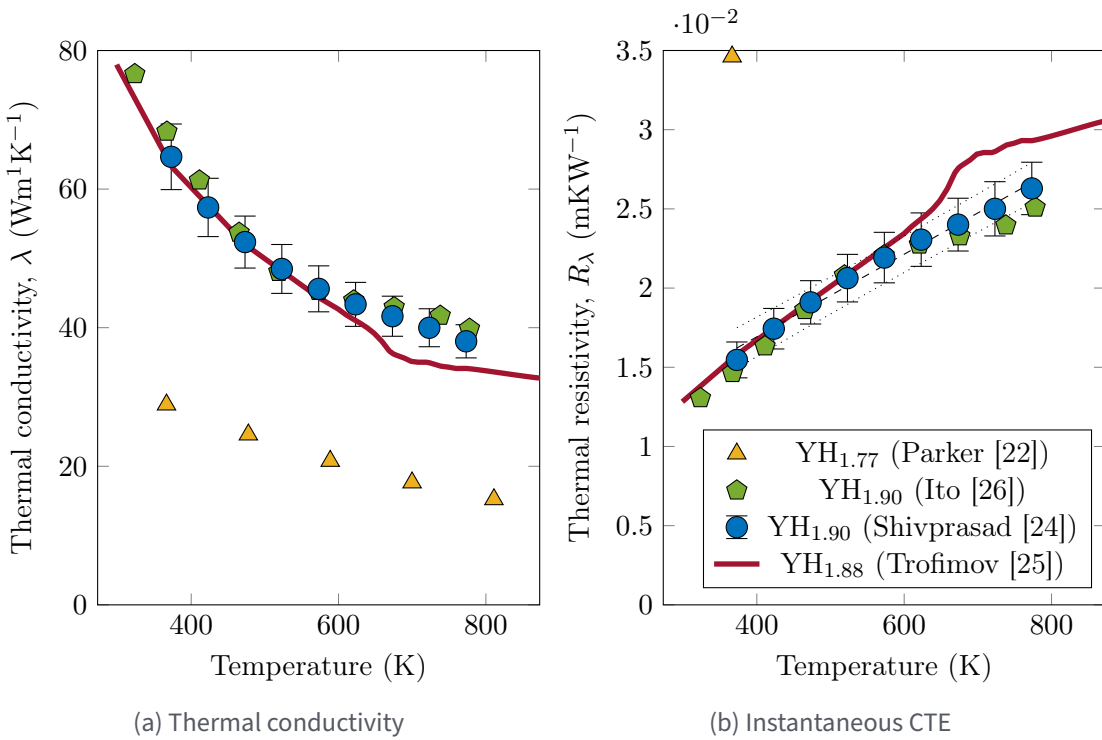 ·10−2
80
60
40
20
0
400 600 800
Temperature (K)
Thermal conductivity, λ (Wm1K−1)
(a) Thermal conductivity
3.5
3
2.5
2
1.5
1
0.5
0
400 600 800
Temperature (K)
Thermal resistivity, Rλ (mKW−1)
YH1.77 (Parker [22])
YH1.90 (Ito [26])
YH1.90 (Shivprasad [24])
YH1.88 (Trofimov [25])
(b) Instantaneous CTE